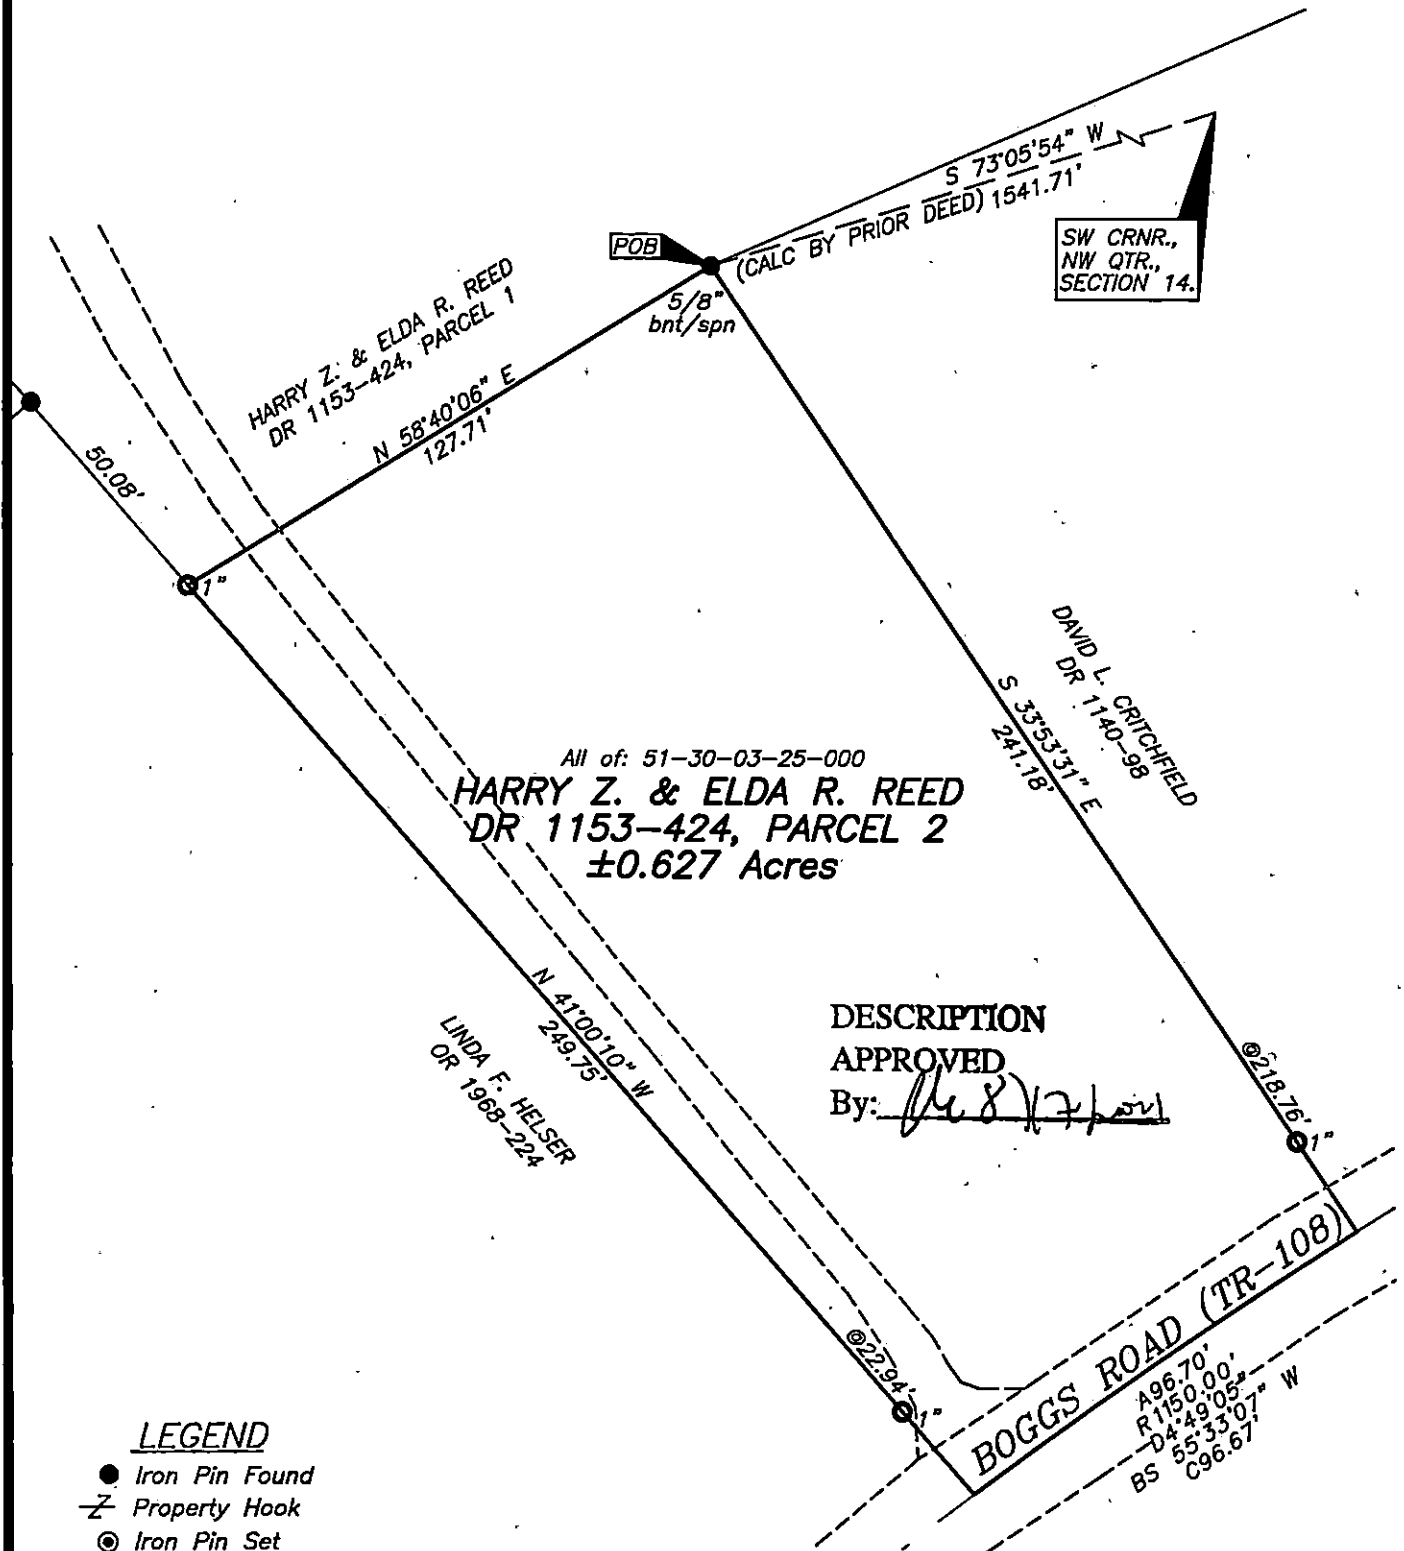 S 73°05'54" W
(CALC BY PRIOR DEED) 1541.71'
SW CRNR.,
NW QTR.,
SECTION 14.
POB
5/8"
bnt/spn
HARRY Z. & ELDA R. REED
DR 1153-424, PARCEL 1
N 58°40'06" E
127.71'
50.08'
1"
DAVID L. CRITCHFIELD
DR 1140-98
S 33°53'31" E
241.18'
All of: 51-30-03-25-000
HARRY Z. & ELDA R. REED
DR 1153-424, PARCEL 2
±0.627 Acres
N 41°00'10" W
249.75'
LINDA F. HELSER
OR 1968-224
DESCRIPTION
APPROVED
By:
@218.76'
1"
@22.94'
1"
BOGGS ROAD (TR-108)
A96.70'
R1150.00'
D4°49'05"
BS 55°33'07" W
C96.67'
LEGEND
Iron Pin Found
Property Hook
Iron Pin Set